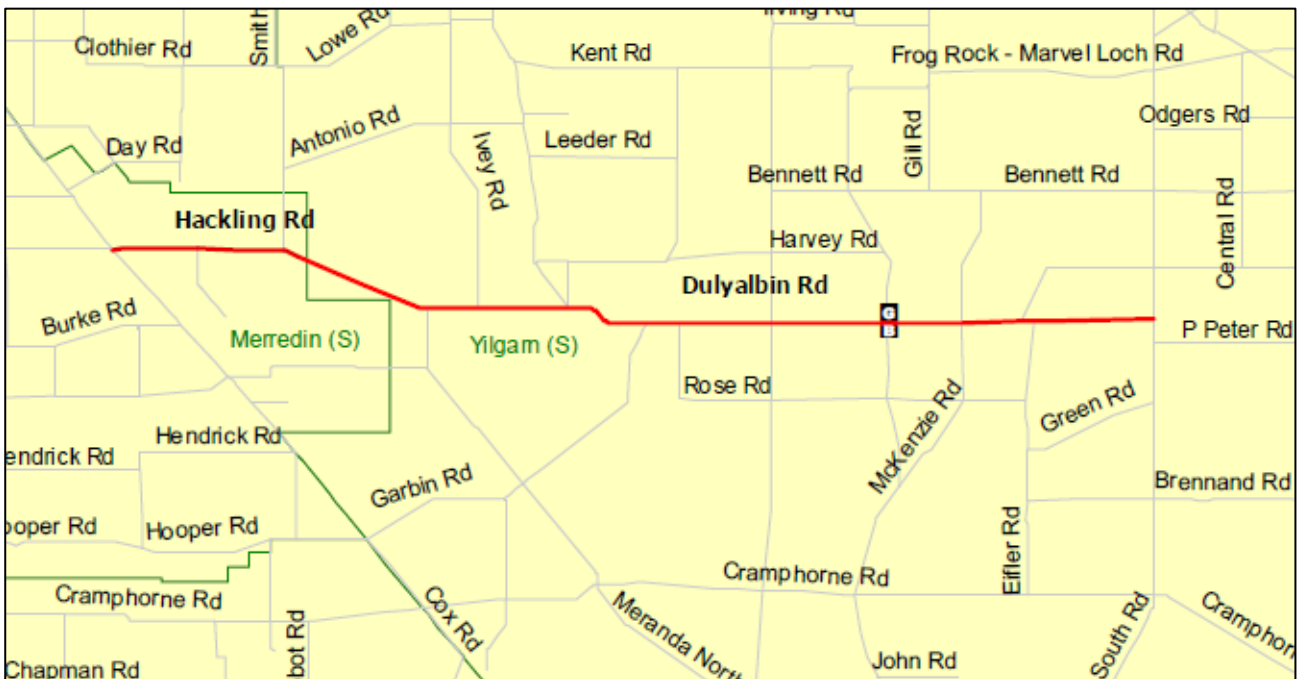 Irving Rd
Clothier Rd
Smith
Lowe Rd
Kent Rd
Frog Rock - Marvel Loch Rd
Odgers Rd
Antonio Rd
Day Rd
Ivey Rd
Leeder Rd
Gill Rd
Bennett Rd
Bennett Rd
Hackling Rd
Harvey Rd
Central Rd
Dulyalbin Rd
Burke Rd
Merredin (S)
Yilgarn (S)
G
B
P Peter Rd
Rose Rd
McKenzie Rd
Green Rd
Hendrick Rd
endrick Rd
Garbin Rd
Brennand Rd
ooper Rd
Hooper Rd
Eifler Rd
Cramphorne Rd
Cramphorne Rd
Cox Rd
Meranda North
South Rd
Cramphorn
bot Rd
John Rd
Chapman Rd